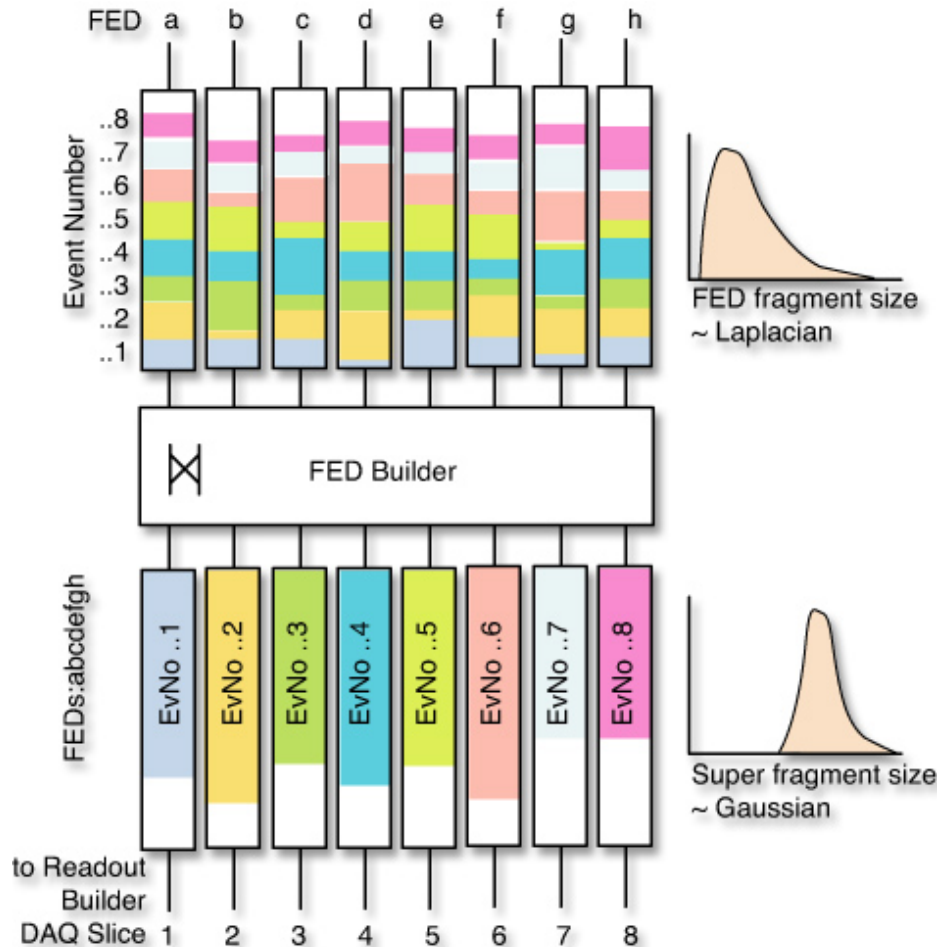 FED a b c d e f g h
Event Number
..8
..7
..6
..5
..4
..3
..2
..1
FED fragment size
~ Laplacian
FED Builder
FEDs:abcdefgh
EvNo ..1
EvNo ..2
EvNo ..3
EvNo ..4
EvNo ..5
EvNo ..6
EvNo ..7
EvNo ..8
Super fragment size
~ Gaussian
to Readout
Builder
DAQ Slice 1 2 3 4 5 6 7 8